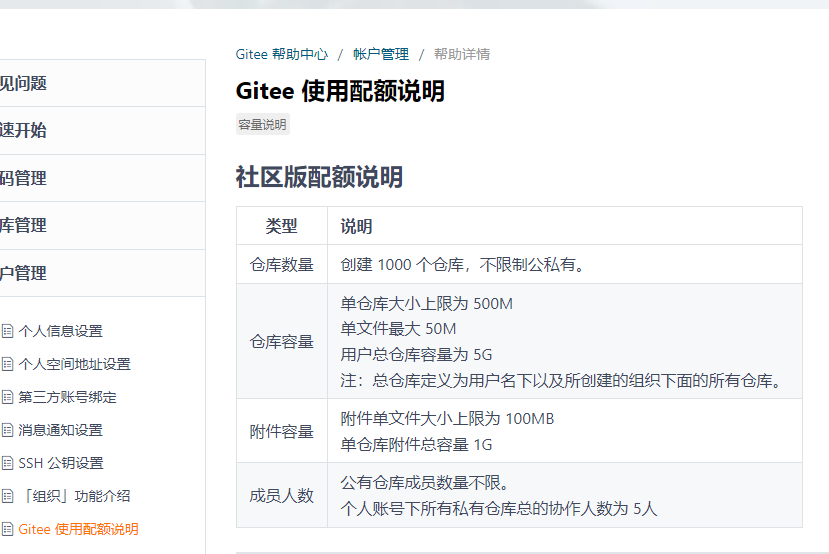 Gitee 帮助中心 / 帐户管理 / 帮助详情
Gitee 使用配额说明
容量说明
见问题
速开始
码管理
库管理
户管理
个人信息设置
个人空间地址设置
第三方账号绑定
消息通知设置
SSH 公钥设置
「组织」功能介绍
Gitee 使用配额说明
社区版配额说明
类型 说明
仓库数量 创建 1000 个仓库，不限制公私有。
仓库容量
单仓库大小上限为 500M
单文件最大 50M
用户总仓库容量为 5G
注：总仓库定义为用户名下以及所创建的组织下面的所有仓库。
附件容量
附件单文件大小上限为 100MB
单仓库附件总容量 1G
成员人数
公有仓库成员数量不限。
个人账号下所有私有仓库总的协作人数为 5人